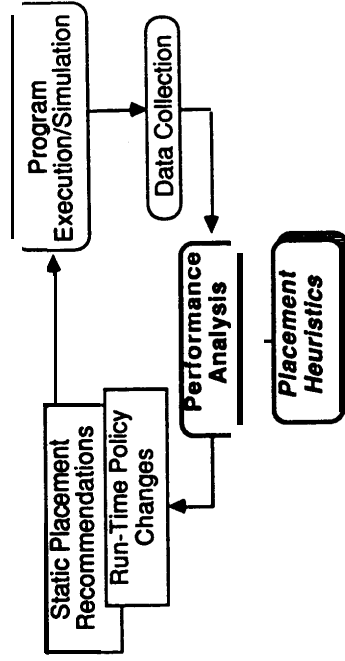 Program
Execution/Simulation
Data Collection
Performance
Analysis
Placement
Heuristics
Static Placement
Recommendations
Run-Time Policy
Changes